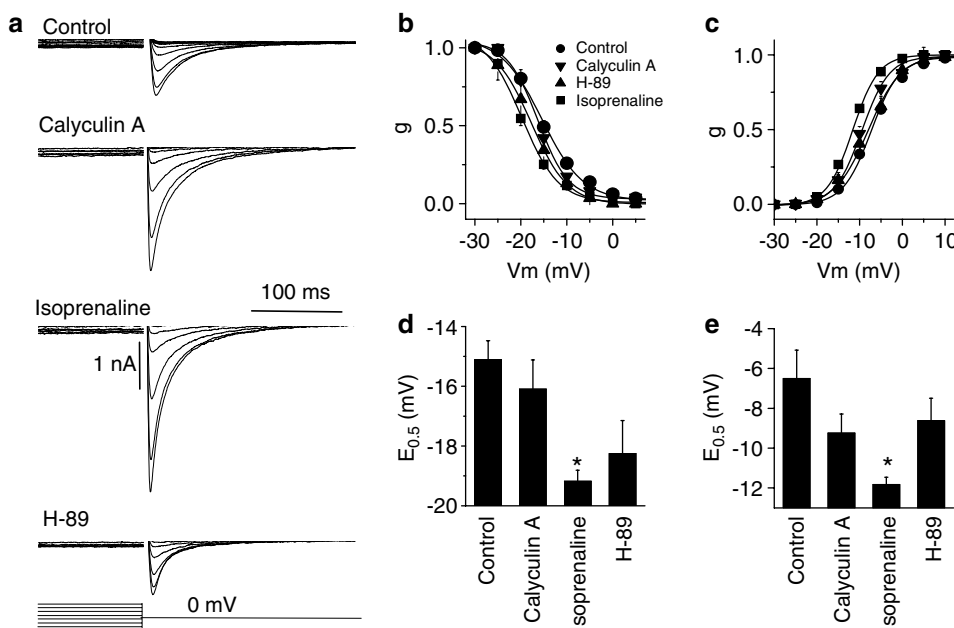 a
Control
Calyculin A
Isoprenaline
100 ms
1 nA
H-89
0 mV
b
1.0
0.5
0.0
g
-30 -20 -10 0
Vm (mV)
Control
Calyculin A
H-89
Isoprenaline
c
1.0
0.5
0.0
g
-30 -20 -10 0 10
Vm (mV)
d
-14
-16
-18
-20
E0.5 (mV)
*
Control
Calyculin A
soprenaline
H-89
e
-4
-6
-8
-10
-12
E0.5 (mV)
*
Control
Calyculin A
soprenaline
H-89